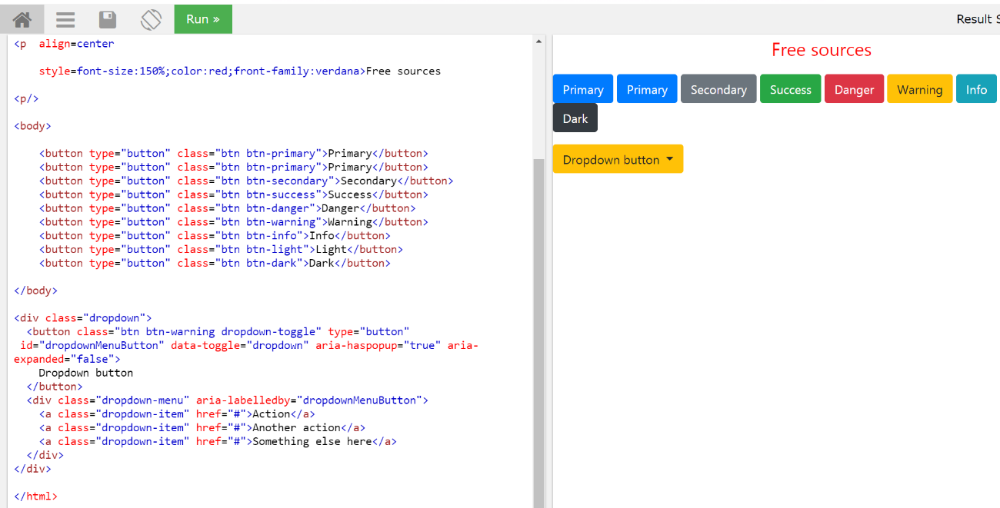 Run »
Result S
<p  align=center
style=font-size:150%;color:red;front-family:verdana>Free sources
<p/>
<body>
<button type="button" class="btn btn-primary">Primary</button>
<button type="button" class="btn btn-primary">Primary</button>
<button type="button" class="btn btn-secondary">Secondary</button>
<button type="button" class="btn btn-success">Success</button>
<button type="button" class="btn btn-danger">Danger</button>
<button type="button" class="btn btn-warning">Warning</button>
<button type="button" class="btn btn-info">Info</button>
<button type="button" class="btn btn-light">Light</button>
<button type="button" class="btn btn-dark">Dark</button>
</body>
<div class="dropdown">
<button class="btn btn-warning dropdown-toggle" type="button"
id="dropdownMenuButton" data-toggle="dropdown" aria-haspopup="true" aria-
expanded="false">
Dropdown button
</button>
<div class="dropdown-menu" aria-labelledby="dropdownMenuButton">
<a class="dropdown-item" href="#">Action</a>
<a class="dropdown-item" href="#">Another action</a>
<a class="dropdown-item" href="#">Something else here</a>
</div>
</div>
</html>
Free sources
Primary Primary Secondary Success Danger Warning Info
Dark
Dropdown button